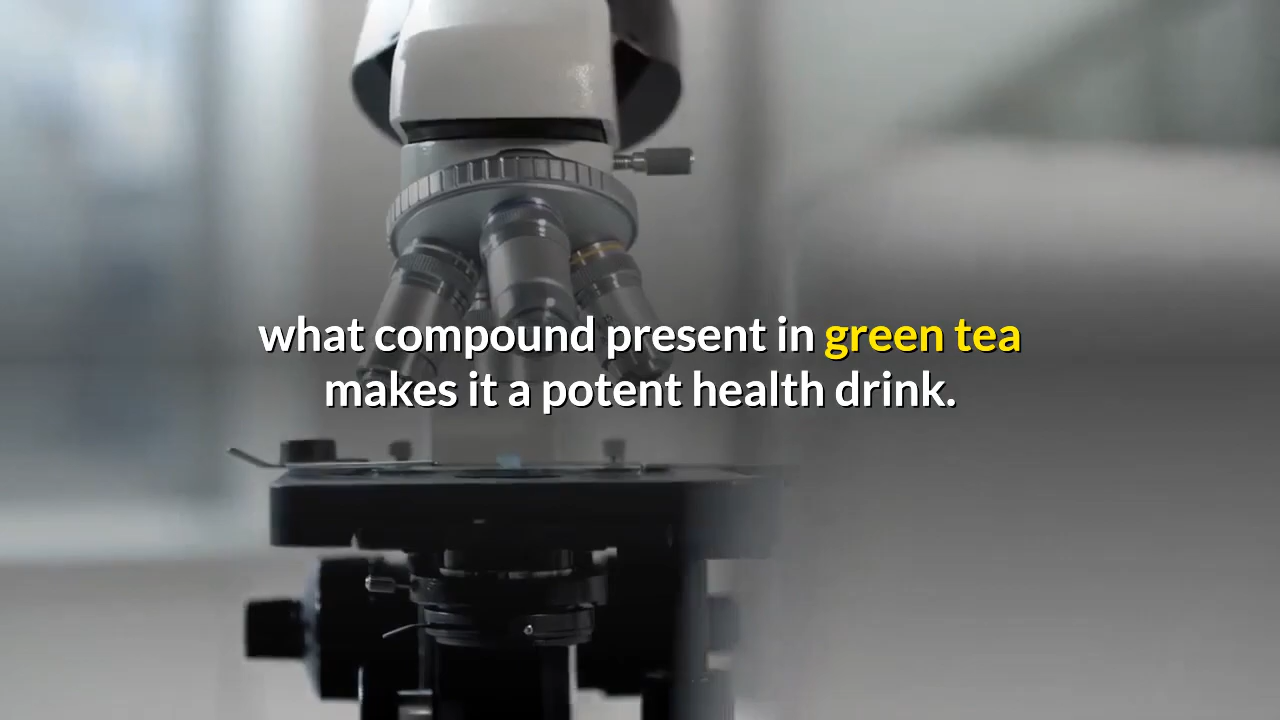 what compound present in green tea
makes it a potent health drink.